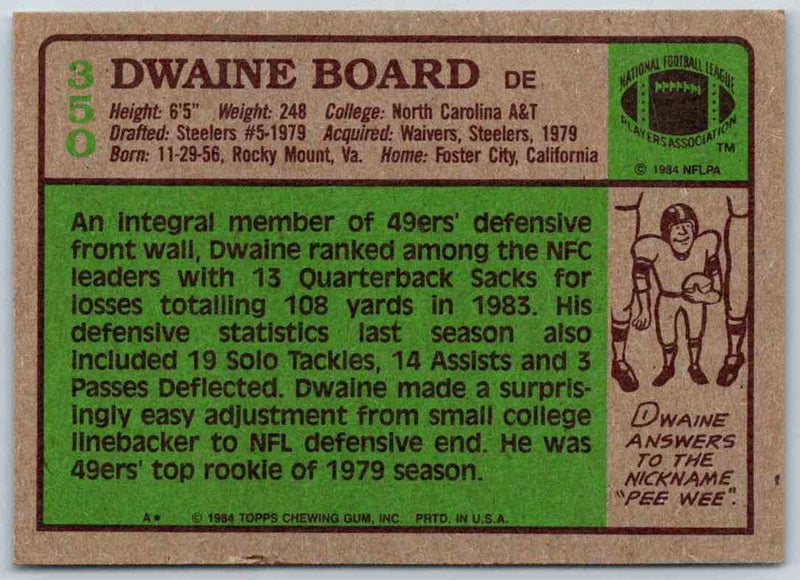 350
DWAINE BOARD DE
Height: 6'5" Weight: 248 College: North Carolina A&T
Drafted: Steelers #5-1979 Acquired: Waivers, Steelers, 1979
Born: 11-29-56, Rocky Mount, Va. Home: Foster City, California
NATIONAL FOOTBALL LEAGUE
PLAYERS ASSOCIATION
TM
© 1984 NFLPA
An integral member of 49ers' defensive
front wall, Dwaine ranked among the NFC
leaders with 13 Quarterback Sacks for
losses totalling 108 yards in 1983. His
defensive statistics last season also
included 19 Solo Tackles, 14 Assists and 3
Passes Deflected. Dwaine made a surpris-
ingly easy adjustment from small college
linebacker to NFL defensive end. He was
49ers' top rookie of 1979 season.
DWAINE
ANSWERS
TO THE
NICKNAME
"PEE WEE".
A* © 1984 TOPPS CHEWING GUM, INC. PRTD. IN U.S.A.